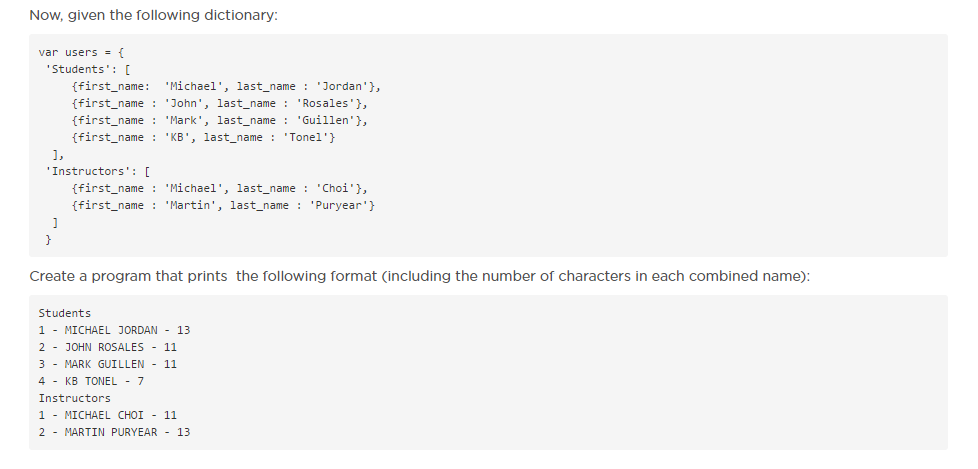 Now, given the following dictionary:
var users = {
 'Students': [
     {first_name:  'Michael', last_name : 'Jordan'},
     {first_name : 'John', last_name : 'Rosales'},
     {first_name : 'Mark', last_name : 'Guillen'},
     {first_name : 'KB', last_name : 'Tonel'}
  ],
 'Instructors': [
     {first_name : 'Michael', last_name : 'Choi'},
     {first_name : 'Martin', last_name : 'Puryear'}
  ]
 }
Create a program that prints  the following format (including the number of characters in each combined name):
Students
1 - MICHAEL JORDAN - 13
2 - JOHN ROSALES - 11
3 - MARK GUILLEN - 11
4 - KB TONEL - 7
Instructors
1 - MICHAEL CHOI - 11
2 - MARTIN PURYEAR - 13